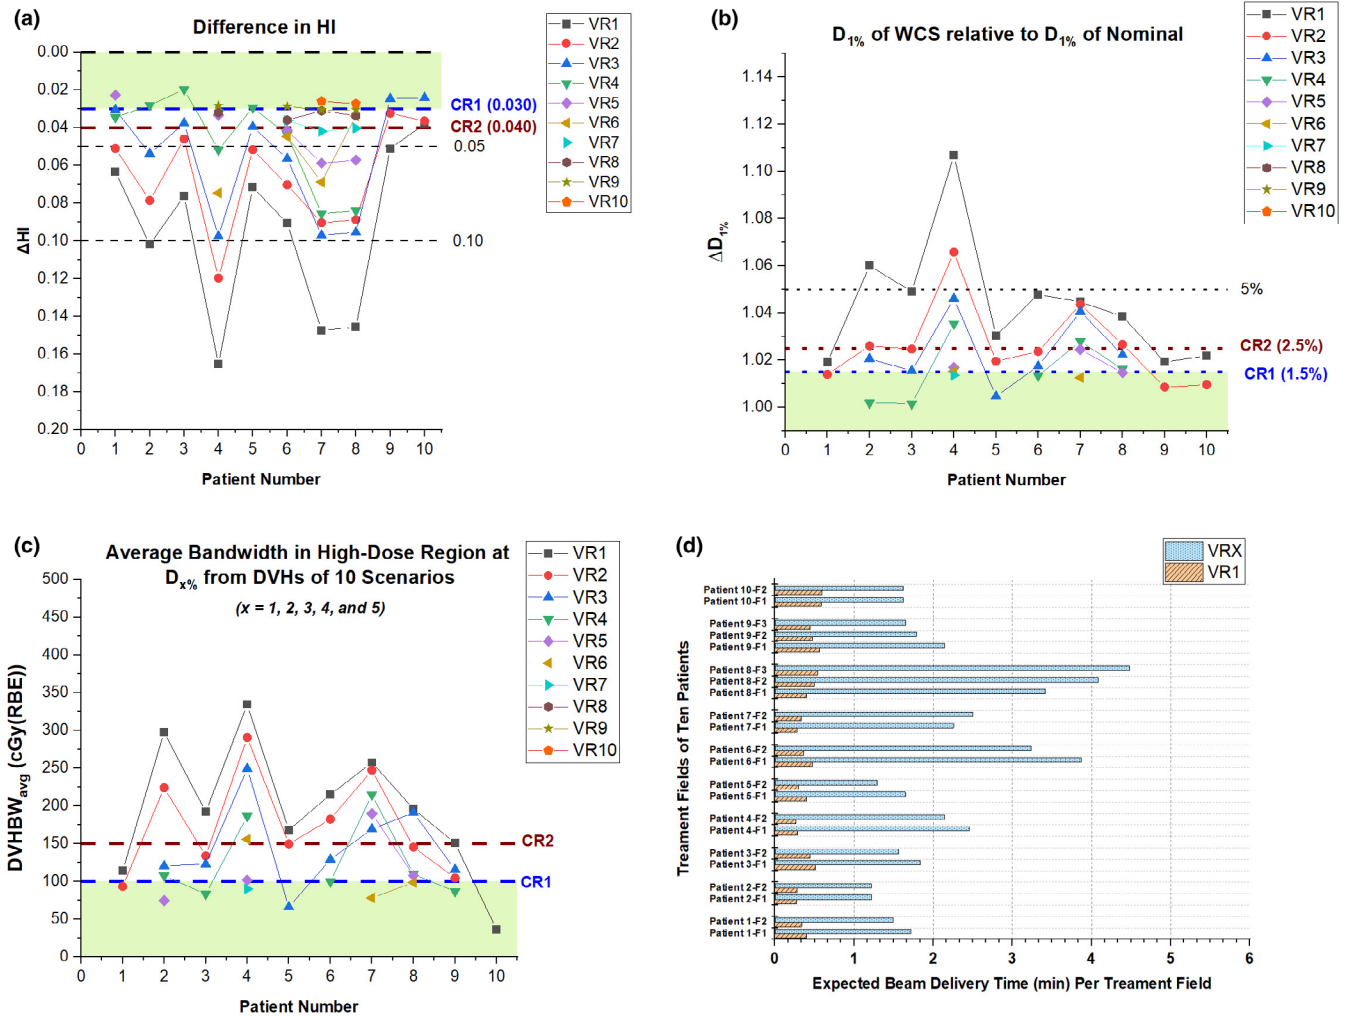 (a)
Difference in HI
0.00
0.02
0.04
0.06
0.08
0.10
0.12
0.14
0.16
0.18
0.20
ΔHI
CR1 (0.030)
CR2 (0.040)
0.05
0.10
0 1 2 3 4 5 6 7 8 9 10
Patient Number
VR1
VR2
VR3
VR4
VR5
VR6
VR7
VR8
VR9
VR10
(b)
D1% of WCS relative to D1% of Nominal
1.14
1.12
1.10
1.08
1.06
1.04
1.02
1.00
ΔD1%
5%
CR2 (2.5%)
CR1 (1.5%)
0 1 2 3 4 5 6 7 8 9 10
Patient Number
VR1
VR2
VR3
VR4
VR5
VR6
VR7
VR8
VR9
VR10
(c)
Average Bandwidth in High-Dose Region at
Dx% from DVHs of 10 Scenarios
(x = 1, 2, 3, 4, and 5)
500
450
400
350
300
250
200
150
100
50
0
DVHBWavg (cGy(RBE))
CR2
CR1
0 1 2 3 4 5 6 7 8 9 10
Patient Number
VR1
VR2
VR3
VR4
VR5
VR6
VR7
VR8
VR9
VR10
(d)
VRX
VR1
Treament Fields of Ten Patients
Patient 10-F2
Patient 10-F1
Patient 9-F3
Patient 9-F2
Patient 9-F1
Patient 8-F3
Patient 8-F2
Patient 8-F1
Patient 7-F2
Patient 7-F1
Patient 6-F2
Patient 6-F1
Patient 5-F2
Patient 5-F1
Patient 4-F2
Patient 4-F1
Patient 3-F2
Patient 3-F1
Patient 2-F2
Patient 2-F1
Patient 1-F2
Patient 1-F1
0 1 2 3 4 5 6
Expected Beam Delivery Time (min) Per Treament Field